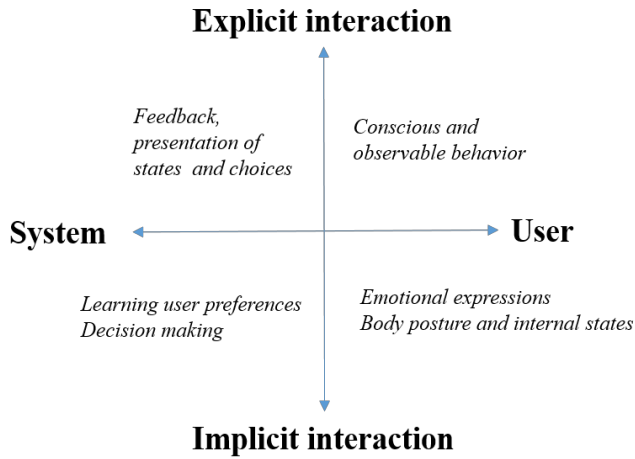 Explicit interaction
Feedback,
presentation of
states and choices
Conscious and
observable behavior
System
User
Learning user preferences
Decision making
Emotional expressions
Body posture and internal states
Implicit interaction